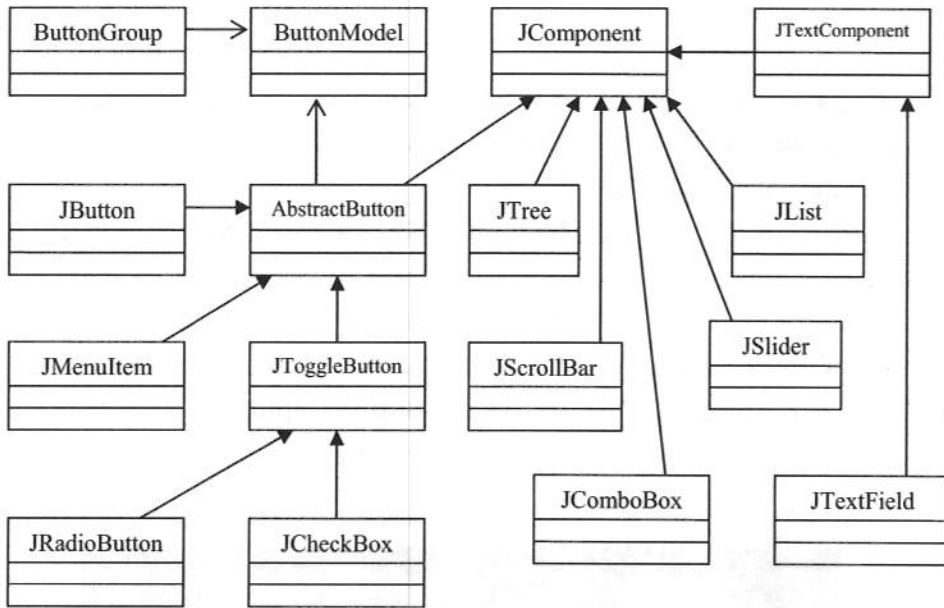 ButtonGroup
ButtonModel
JComponent
JTextComponent
JButton
AbstractButton
JTree
JList
JMenuItem
JToggleButton
JScrollBar
JSlider
JRadioButton
JCheckBox
JComboBox
JTextField